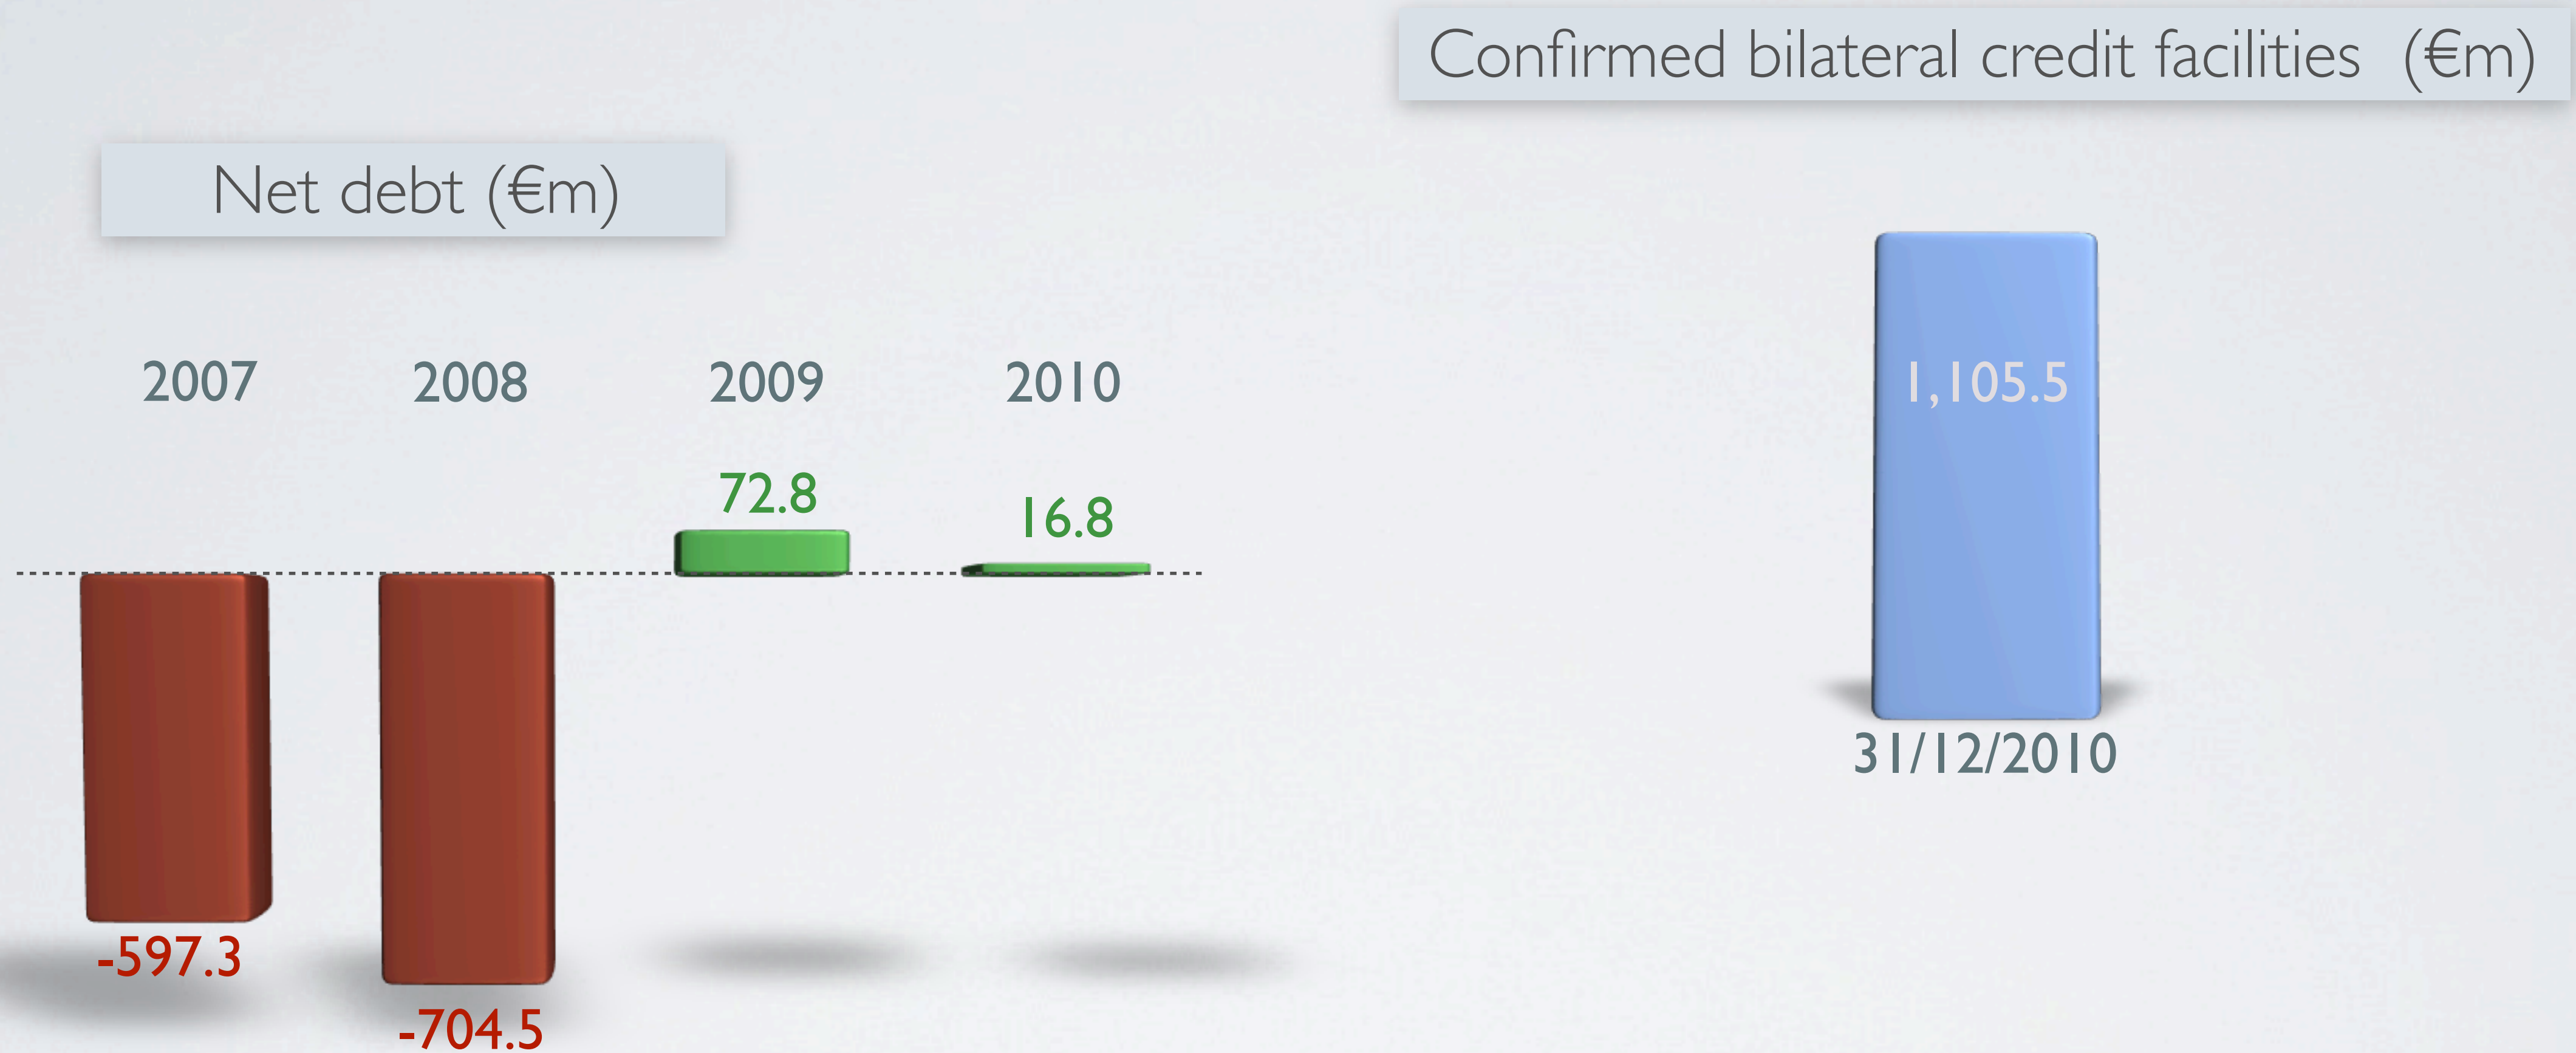 Confirmed bilateral credit facilities (€m)
Net debt (€m)
2007 2008 2009 2010
1,105.5
72.8
16.8
31/12/2010
-597.3
-704.5